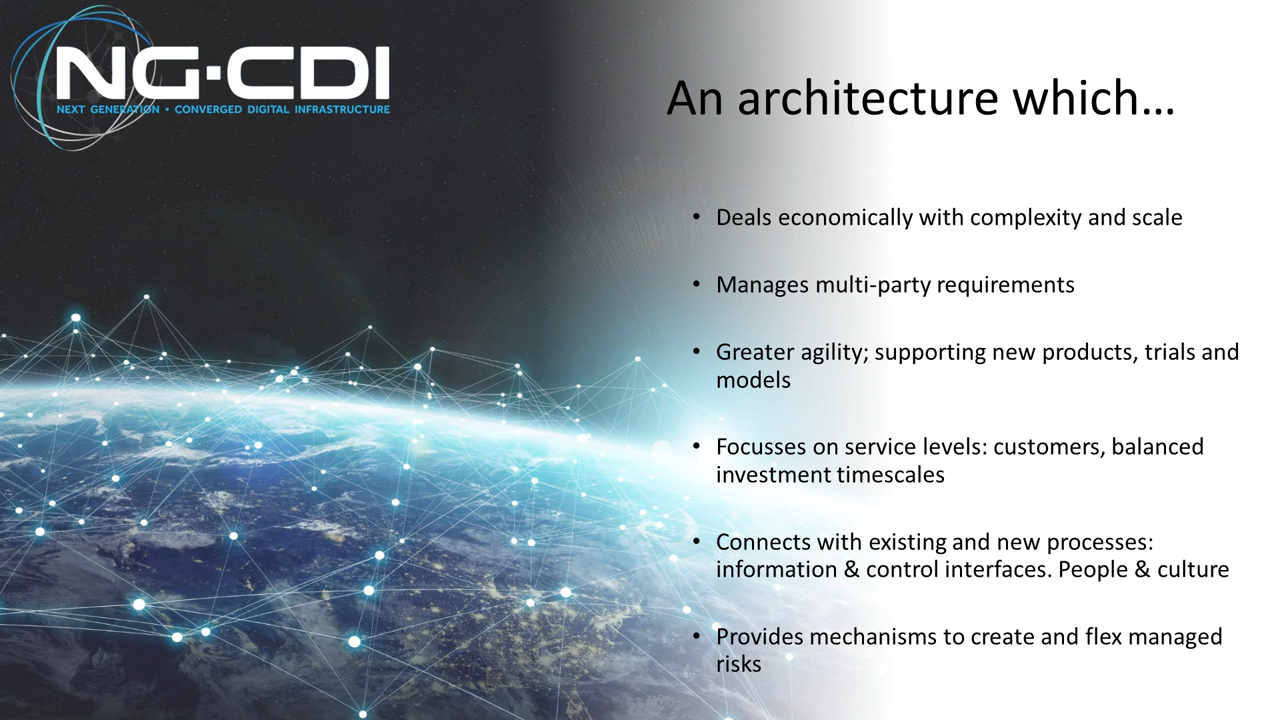 NG·CDI
NEXT GENERATION • CONVERGED DIGITAL INFRASTRUCTURE
An architecture which…
• Deals economically with complexity and scale
• Manages multi-party requirements
• Greater agility; supporting new products, trials and
models
• Focusses on service levels: customers, balanced
investment timescales
• Connects with existing and new processes:
information & control interfaces. People & culture
• Provides mechanisms to create and flex managed
risks